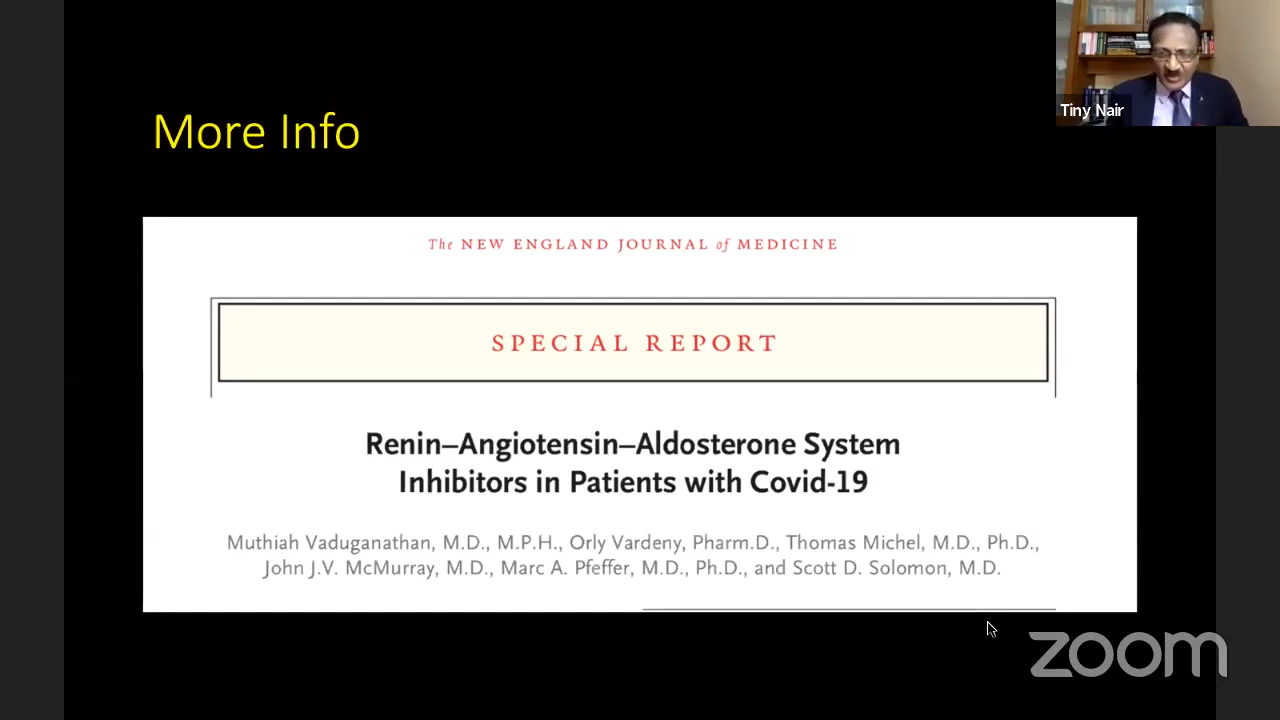 Tiny Nair
More Info
The NEW ENGLAND JOURNAL of MEDICINE
SPECIAL REPORT
Renin–Angiotensin–Aldosterone System
Inhibitors in Patients with Covid-19
Muthiah Vaduganathan, M.D., M.P.H., Orly Vardeny, Pharm.D., Thomas Michel, M.D., Ph.D.,
John J.V. McMurray, M.D., Marc A. Pfeffer, M.D., Ph.D., and Scott D. Solomon, M.D.
zoom